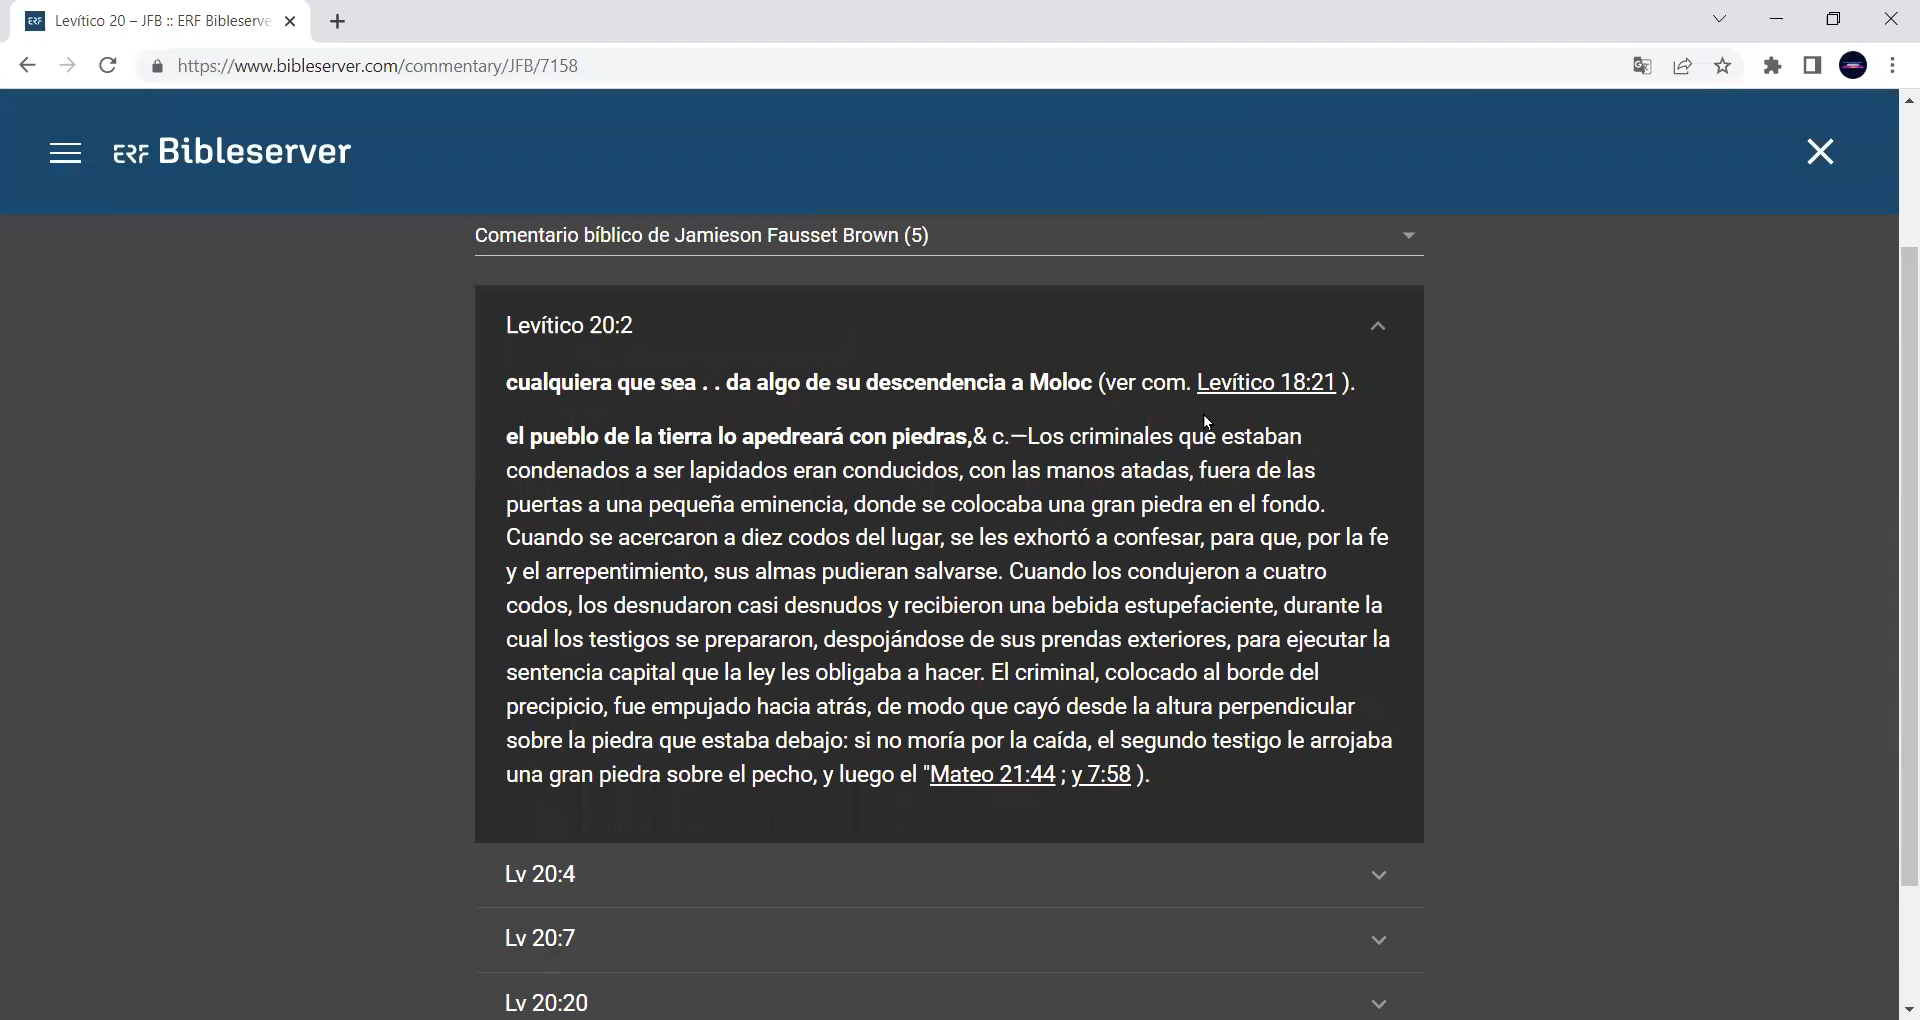 Levítico 20 – JFB :: ERF Bibleserve
https://www.bibleserver.com/commentary/JFB/7158
ERF Bibleserver
Comentario bíblico de Jamieson Fausset Brown (5)
Levítico 20:2
cualquiera que sea . . da algo de su descendencia a Moloc (ver com. Levítico 18:21 ).
el pueblo de la tierra lo apedreará con piedras,& c.—Los criminales que estaban
condenados a ser lapidados eran conducidos, con las manos atadas, fuera de las
puertas a una pequeña eminencia, donde se colocaba una gran piedra en el fondo.
Cuando se acercaron a diez codos del lugar, se les exhortó a confesar, para que, por la fe
y el arrepentimiento, sus almas pudieran salvarse. Cuando los condujeron a cuatro
codos, los desnudaron casi desnudos y recibieron una bebida estupefaciente, durante la
cual los testigos se prepararon, despojándose de sus prendas exteriores, para ejecutar la
sentencia capital que la ley les obligaba a hacer. El criminal, colocado al borde del
precipicio, fue empujado hacia atrás, de modo que cayó desde la altura perpendicular
sobre la piedra que estaba debajo: si no moría por la caída, el segundo testigo le arrojaba
una gran piedra sobre el pecho, y luego el "Mateo 21:44 ; y 7:58 ).
Lv 20:4
Lv 20:7
Lv 20:20